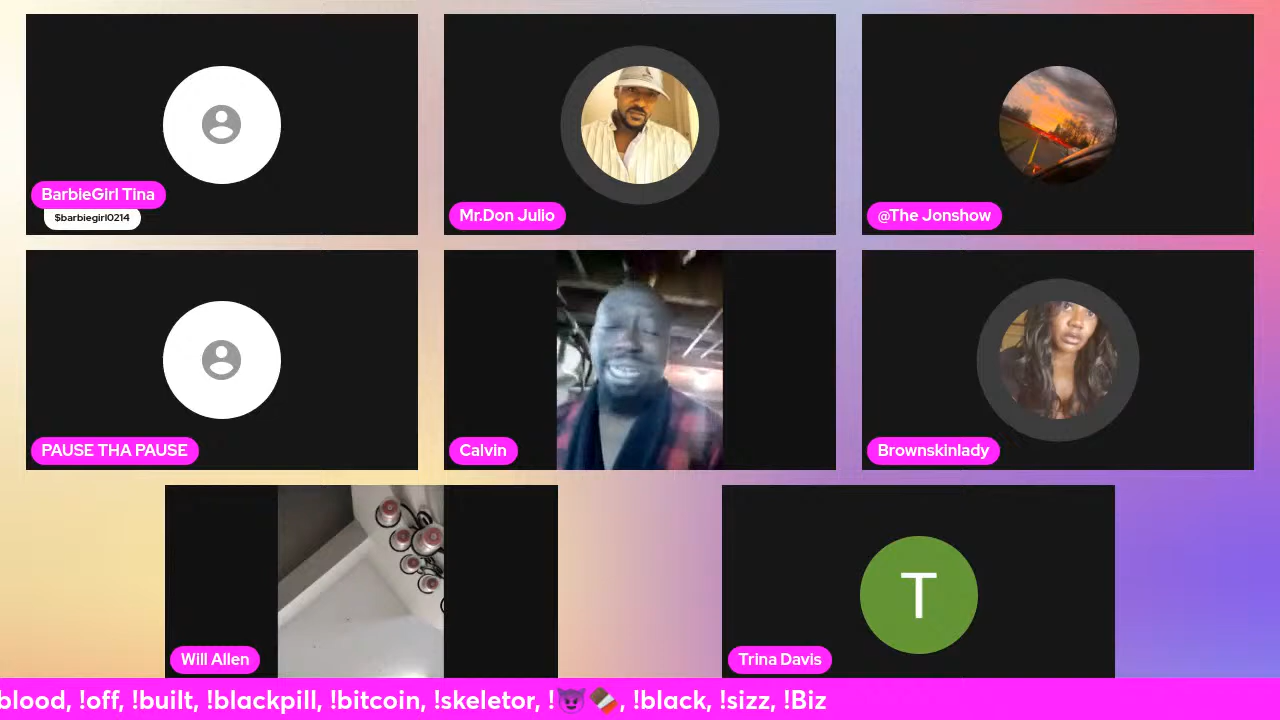 BarbieGirl Tina
$barbiegirl0214
Mr.Don Julio
@The Jonshow
PAUSE THA PAUSE
Calvin
Brownskinlady
Will Allen
T
Trina Davis
blood, !off, !built, !blackpill, !bitcoin, !skeletor, !😈🍫, !black, !sizz, !Biz